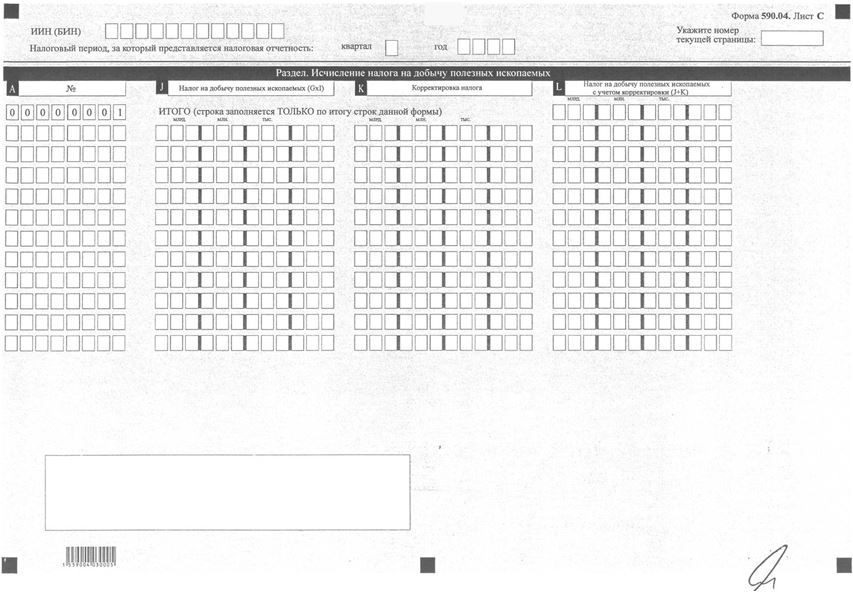 Форма 590.04. Лист С
ИИН (БИН)
Укажите номер
текущей страницы:
Налоговый период, за который представляется налоговая отчетность: квартал год
Раздел. Исчисление налога на добычу полезных ископаемых
A № J Налог на добычу полезных ископаемых (GxI) K Корректировка налога L Налог на добычу полезных ископаемых
с учетом корректировки (J+K)
млрд. млн. тыс.
0 0 0 0 0 0 0 1 ИТОГО (строка заполняется ТОЛЬКО по итогу строк данной формы)
млрд. млн. тыс. млрд. млн. тыс.